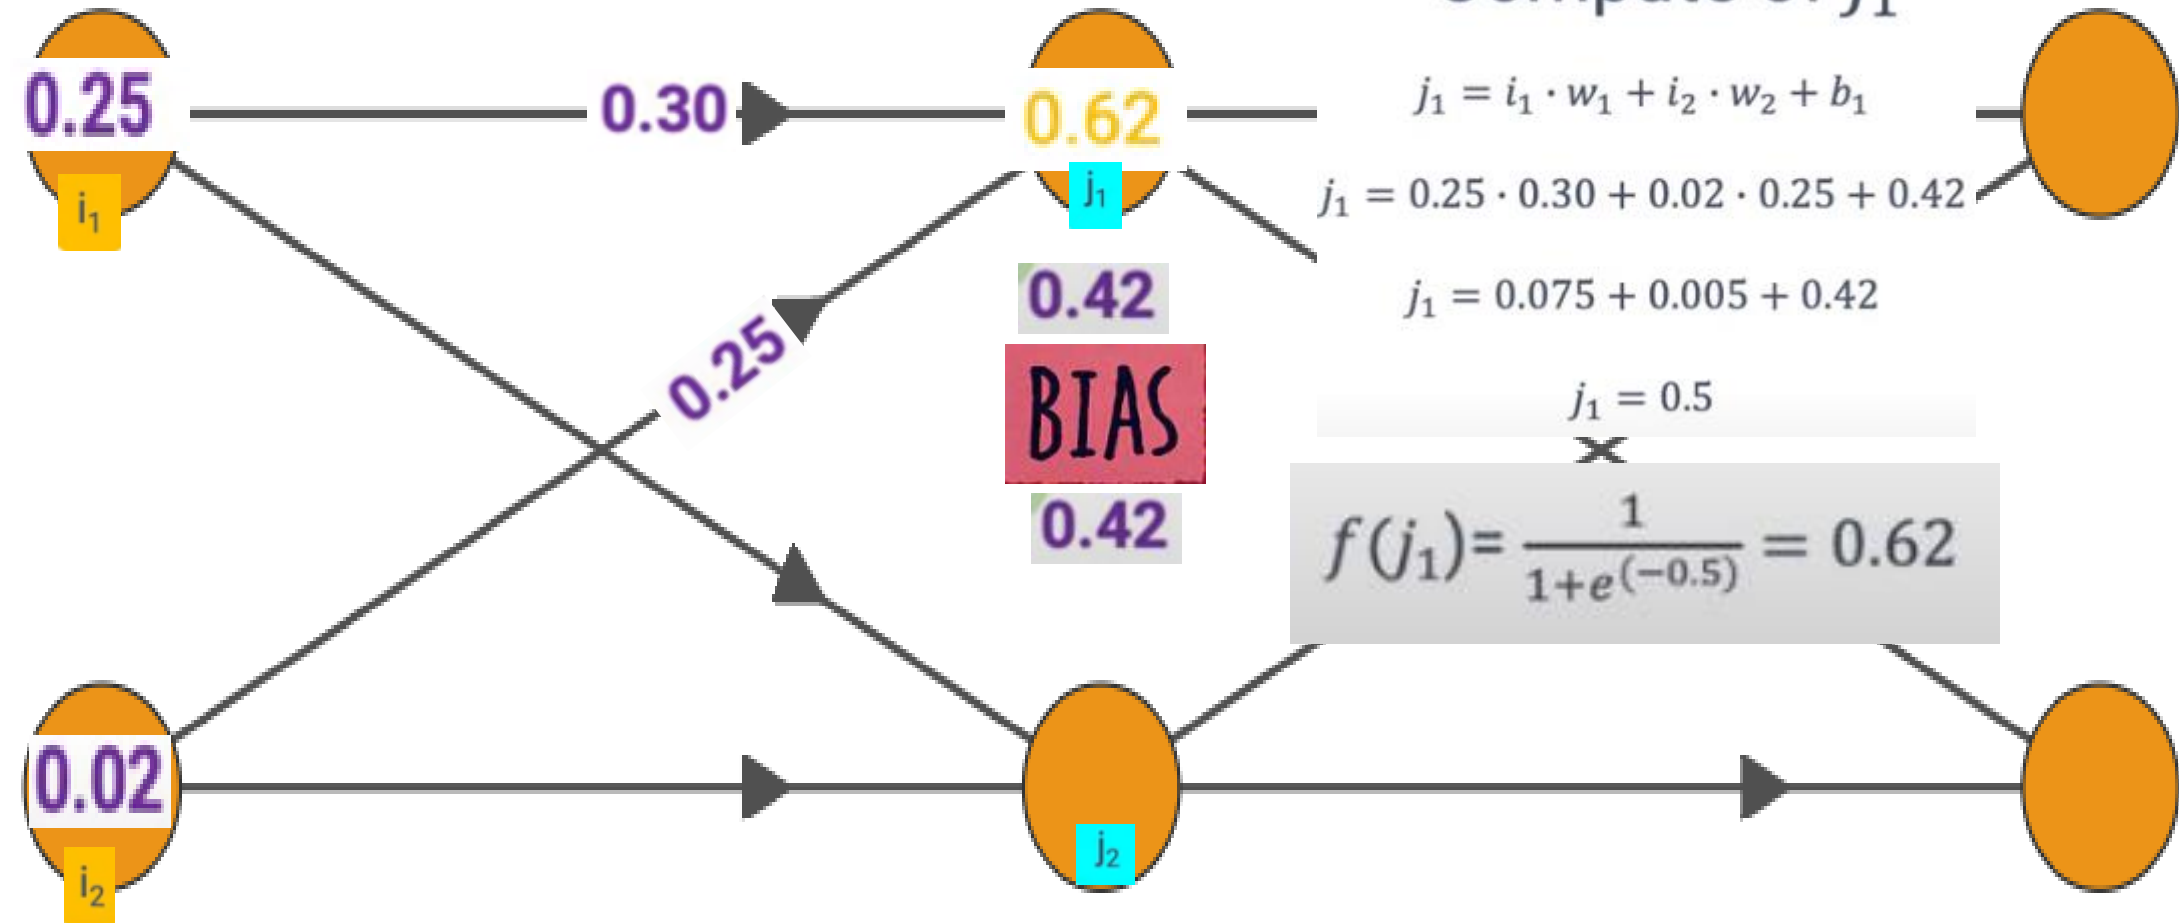 0.25
i₁
0.30
0.62
j₁
j₁ = i₁ · w₁ + i₂ · w₂ + b₁
j₁ = 0.25 · 0.30 + 0.02 · 0.25 + 0.42
j₁ = 0.075 + 0.005 + 0.42
j₁ = 0.5
0.25
0.42
BIAS
0.42
f(j₁)= 1/(1+e^(−0.5)) = 0.62
0.02
i₂
j₂